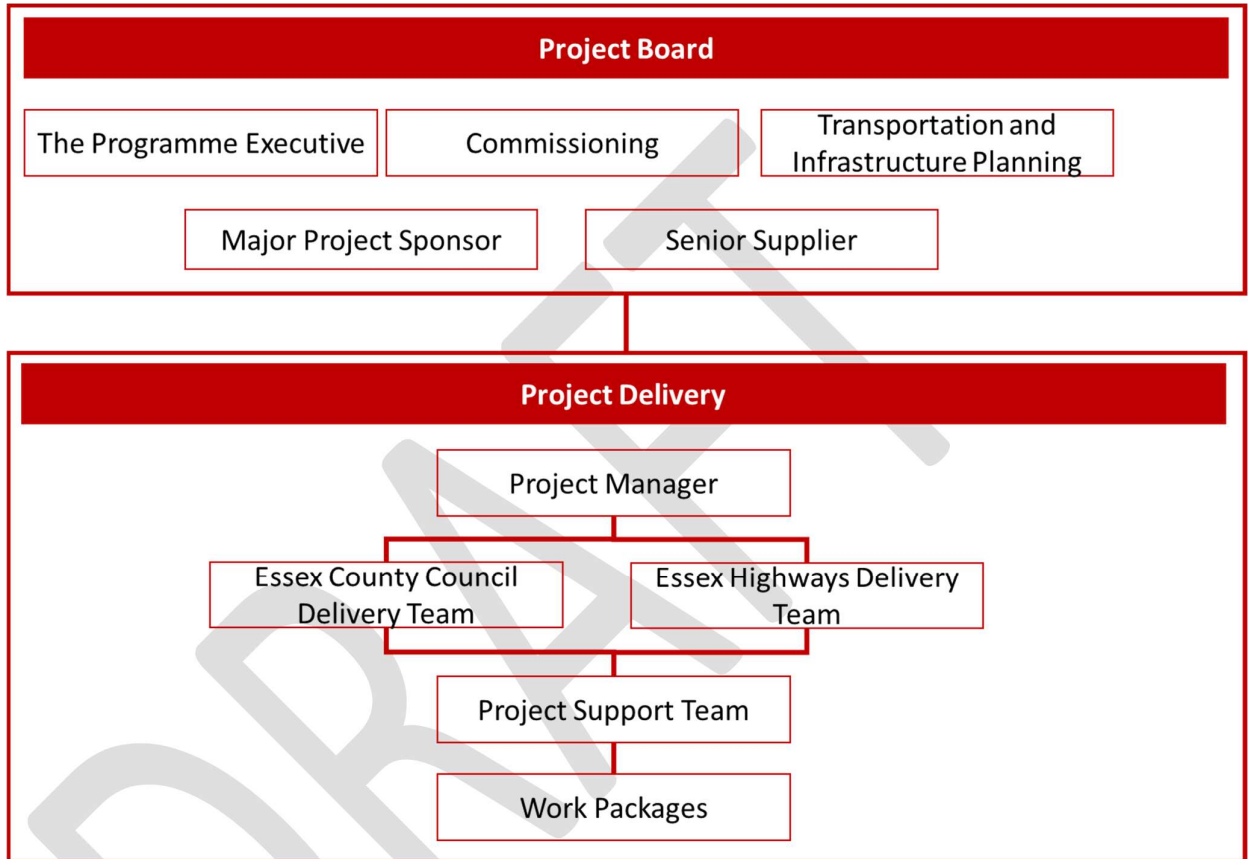 Project Board
The Programme Executive
Commissioning
Transportation and
Infrastructure Planning
Major Project Sponsor
Senior Supplier
Project Delivery
Project Manager
Essex County Council
Delivery Team
Essex Highways Delivery
Team
Project Support Team
Work Packages
DRAFT